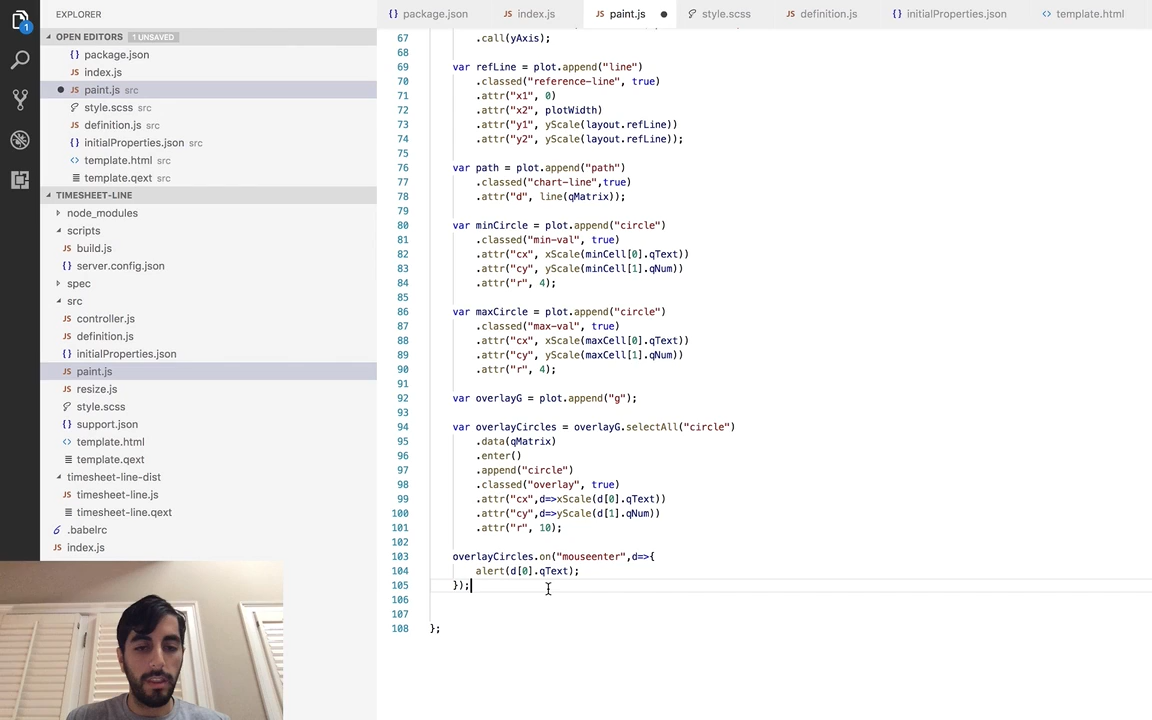 EXPLORER
OPEN EDITORS 1 UNSAVED
package.json
index.js
paint.js src
style.scss src
definition.js src
initialProperties.json src
template.html src
template.qext src
TIMESHEET-LINE
node_modules
scripts
build.js
server.config.json
spec
src
controller.js
definition.js
initialProperties.json
paint.js
resize.js
style.scss
support.json
template.html
template.qext
timesheet-line-dist
timesheet-line.js
timesheet-line.qext
.babelrc
index.js
package.json index.js paint.js style.scss definition.js initialProperties.json template.html
67 .call(yAxis);
68
69 var refLine = plot.append("line")
70 .classed("reference-line", true)
71 .attr("x1", 0)
72 .attr("x2", plotWidth)
73 .attr("y1", yScale(layout.refLine))
74 .attr("y2", yScale(layout.refLine));
75
76 var path = plot.append("path")
77 .classed("chart-line",true)
78 .attr("d", line(qMatrix));
79
80 var minCircle = plot.append("circle")
81 .classed("min-val", true)
82 .attr("cx", xScale(minCell[0].qText))
83 .attr("cy", yScale(minCell[1].qNum))
84 .attr("r", 4);
85
86 var maxCircle = plot.append("circle")
87 .classed("max-val", true)
88 .attr("cx", xScale(maxCell[0].qText))
89 .attr("cy", yScale(maxCell[1].qNum))
90 .attr("r", 4);
91
92 var overlayG = plot.append("g");
93
94 var overlayCircles = overlayG.selectAll("circle")
95 .data(qMatrix)
96 .enter()
97 .append("circle")
98 .classed("overlay", true)
99 .attr("cx",d=>xScale(d[0].qText))
100 .attr("cy",d=>yScale(d[1].qNum))
101 .attr("r", 10);
102
103 overlayCircles.on("mouseenter",d=>{
104 alert(d[0].qText);
105 });
106
107
108 };
1